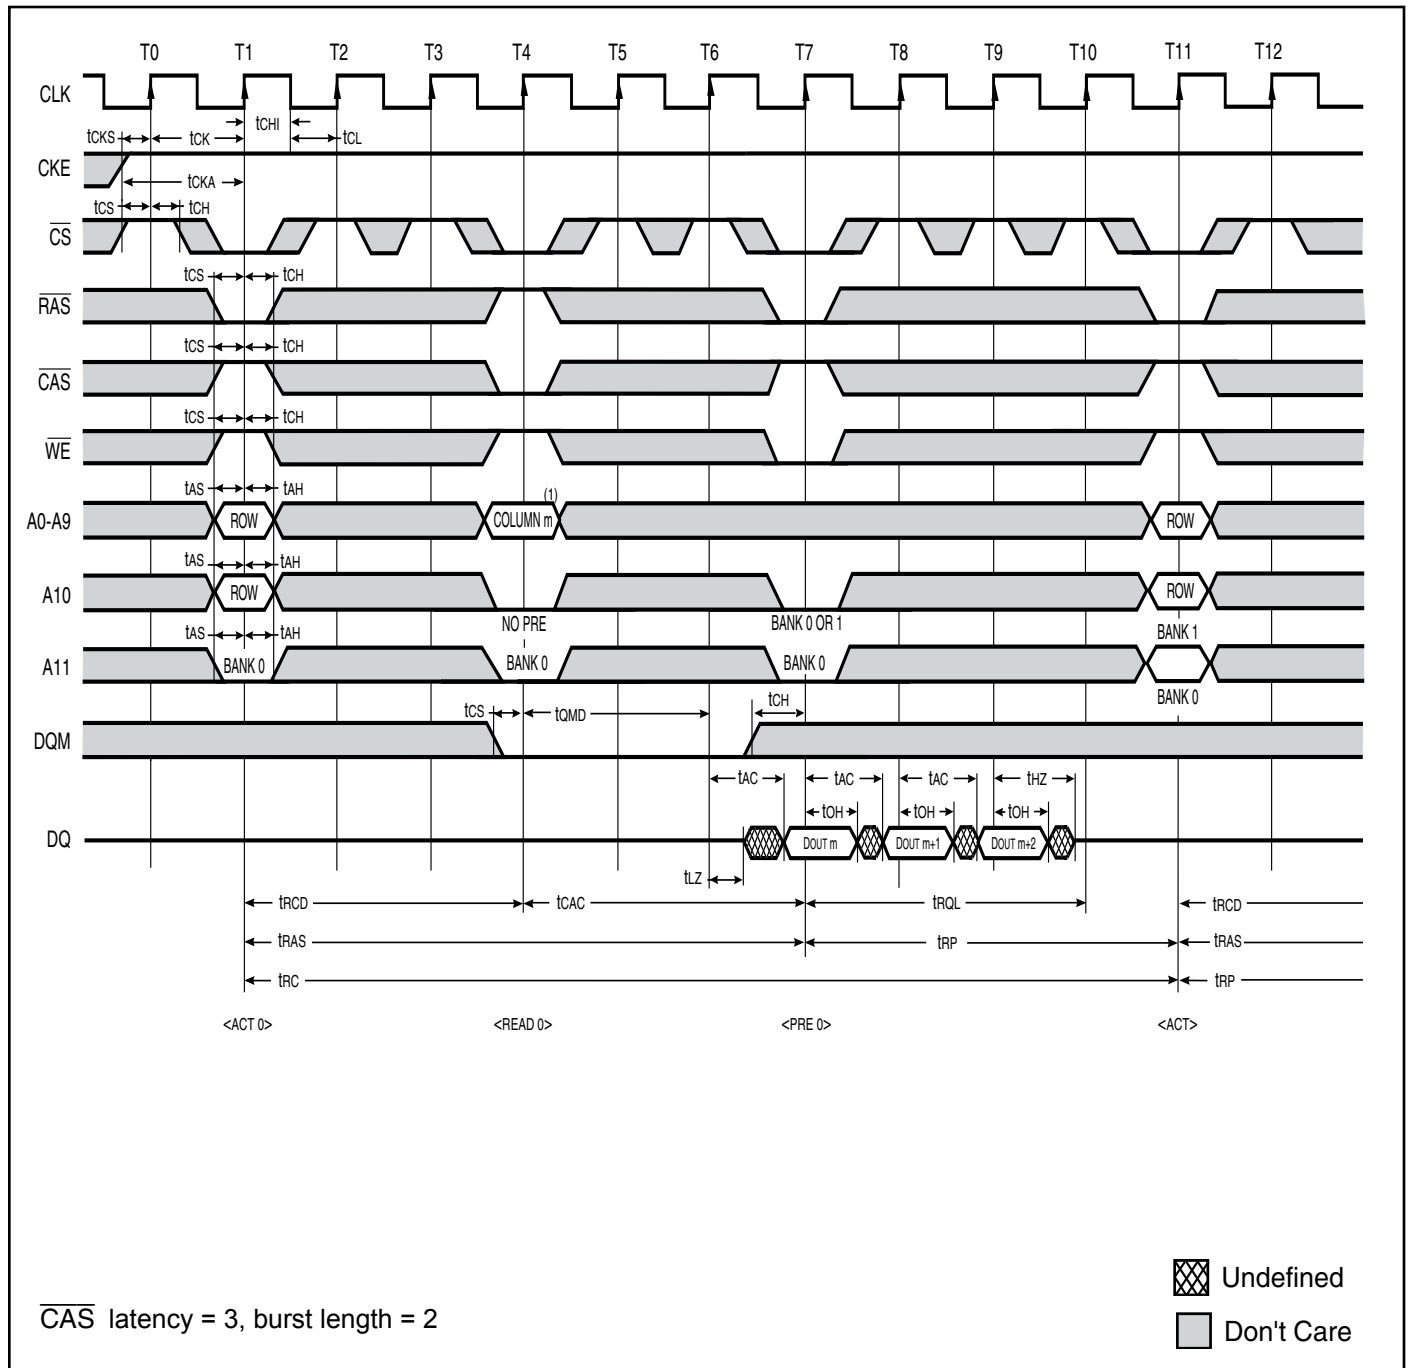 T0 T1 T2 T3 T4 T5 T6 T7 T8 T9 T10 T11 T12
CLK
tCHI
tCKS tCK tCL
CKE
tCKA
tCS tCH
CS
tCS tCH
RAS
tCS tCH
CAS
tCS tCH
WE
tAS tAH (1)
A0-A9 ROW COLUMN m ROW
tAS tAH
A10 ROW ROW
NO PRE BANK 0 OR 1 BANK 1
tAS tAH
A11 BANK 0 BANK 0 BANK 0
BANK 0
tCS tQMD tCH
DQM
tAC tAC tAC tHZ
tOH tOH tOH
DQ DOUT m DOUT m+1 DOUT m+2
tLZ
tRCD tCAC tRQL tRCD
tRAS tRP tRAS
tRC tRP
<ACT 0> <READ 0> <PRE 0> <ACT>
Undefined
CAS latency = 3, burst length = 2
Don't Care